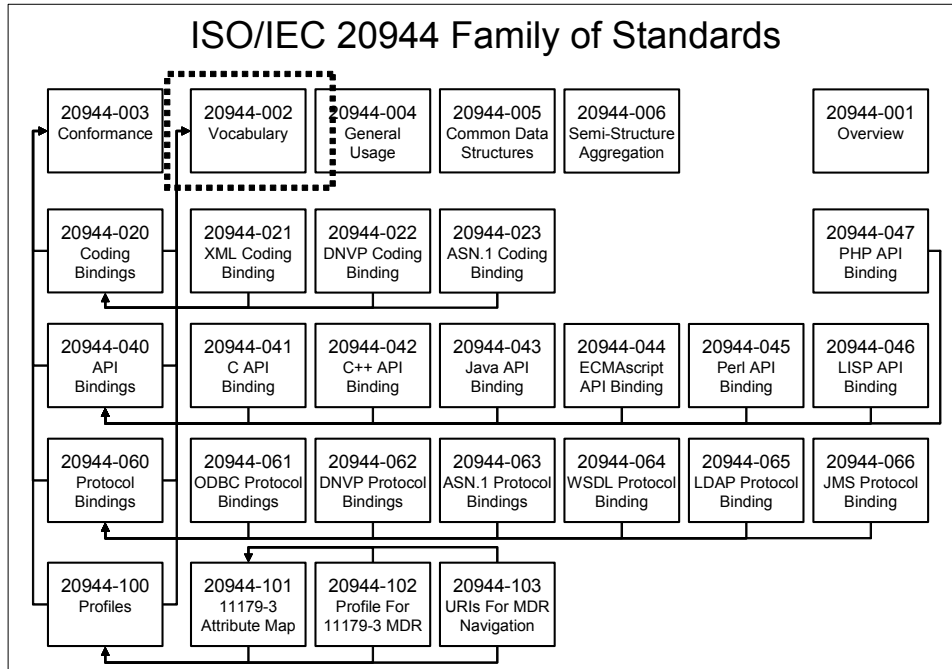 ISO/IEC 20944 Family of Standards
20944-003
Conformance
20944-002
Vocabulary
20944-004
General
Usage
20944-005
Common Data
Structures
20944-006
Semi-Structure
Aggregation
20944-001
Overview
20944-020
Coding
Bindings
20944-021
XML Coding
Binding
20944-022
DNVP Coding
Binding
20944-023
ASN.1 Coding
Binding
20944-047
PHP API
Binding
20944-040
API
Bindings
20944-041
C API
Binding
20944-042
C++ API
Binding
20944-043
Java API
Binding
20944-044
ECMAscript
API Binding
20944-045
Perl API
Binding
20944-046
LISP API
Binding
20944-060
Protocol
Bindings
20944-061
ODBC Protocol
Bindings
20944-062
DNVP Protocol
Bindings
20944-063
ASN.1 Protocol
Bindings
20944-064
WSDL Protocol
Binding
20944-065
LDAP Protocol
Binding
20944-066
JMS Protocol
Binding
20944-100
Profiles
20944-101
11179-3
Attribute Map
20944-102
Profile For
11179-3 MDR
20944-103
URIs For MDR
Navigation